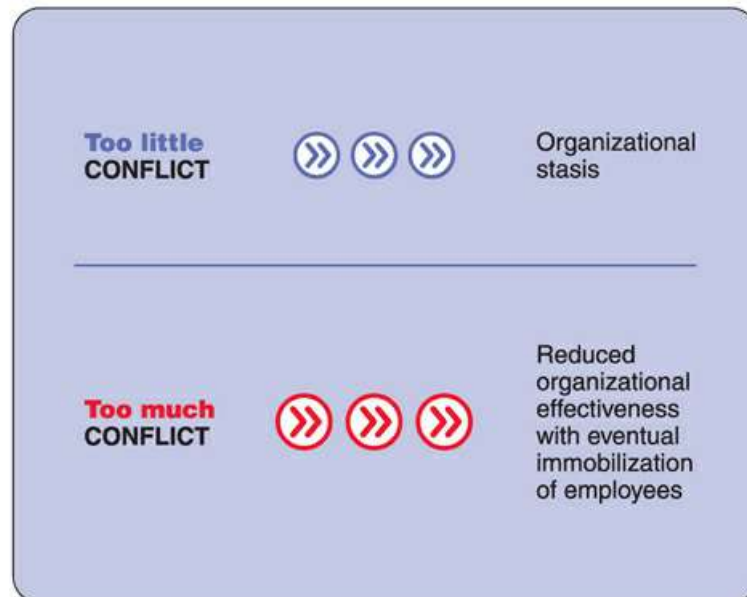 Too little
CONFLICT
Organizational
stasis
Too much
CONFLICT
Reduced
organizational
effectiveness
with eventual
immobilization
of employees